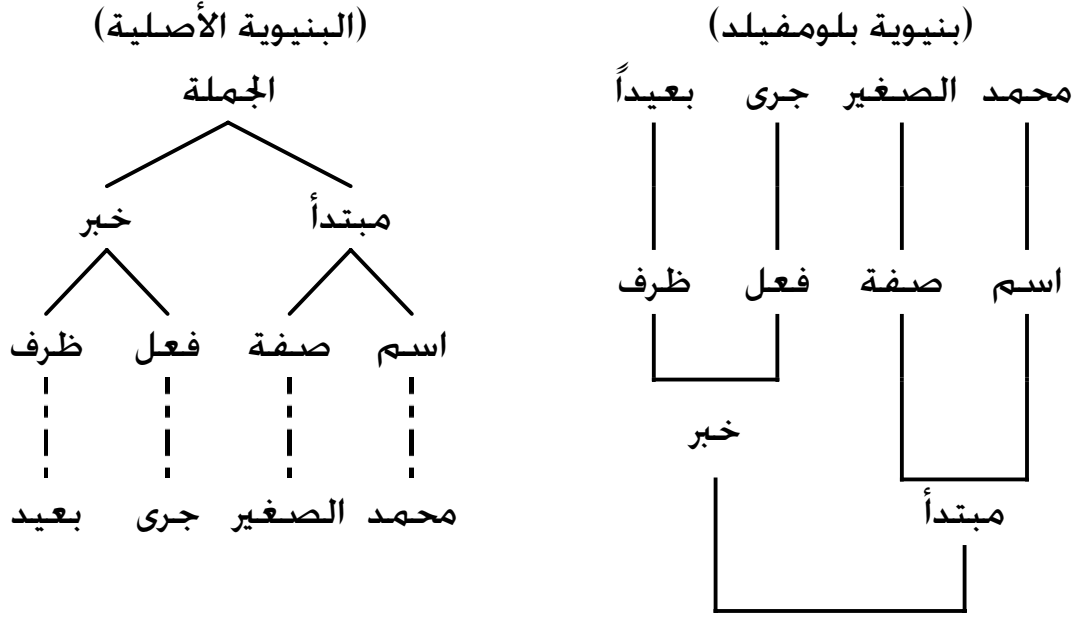 (بنيوية بلومفيلد)
محمد الصغير جرى بعيداً
اسم صفة فعل ظرف
خبر
مبتدأ
(البنيوية الأصلية)
الجملة
مبتدأ خبر
اسم صفة فعل ظرف
محمد الصغير جرى بعيد